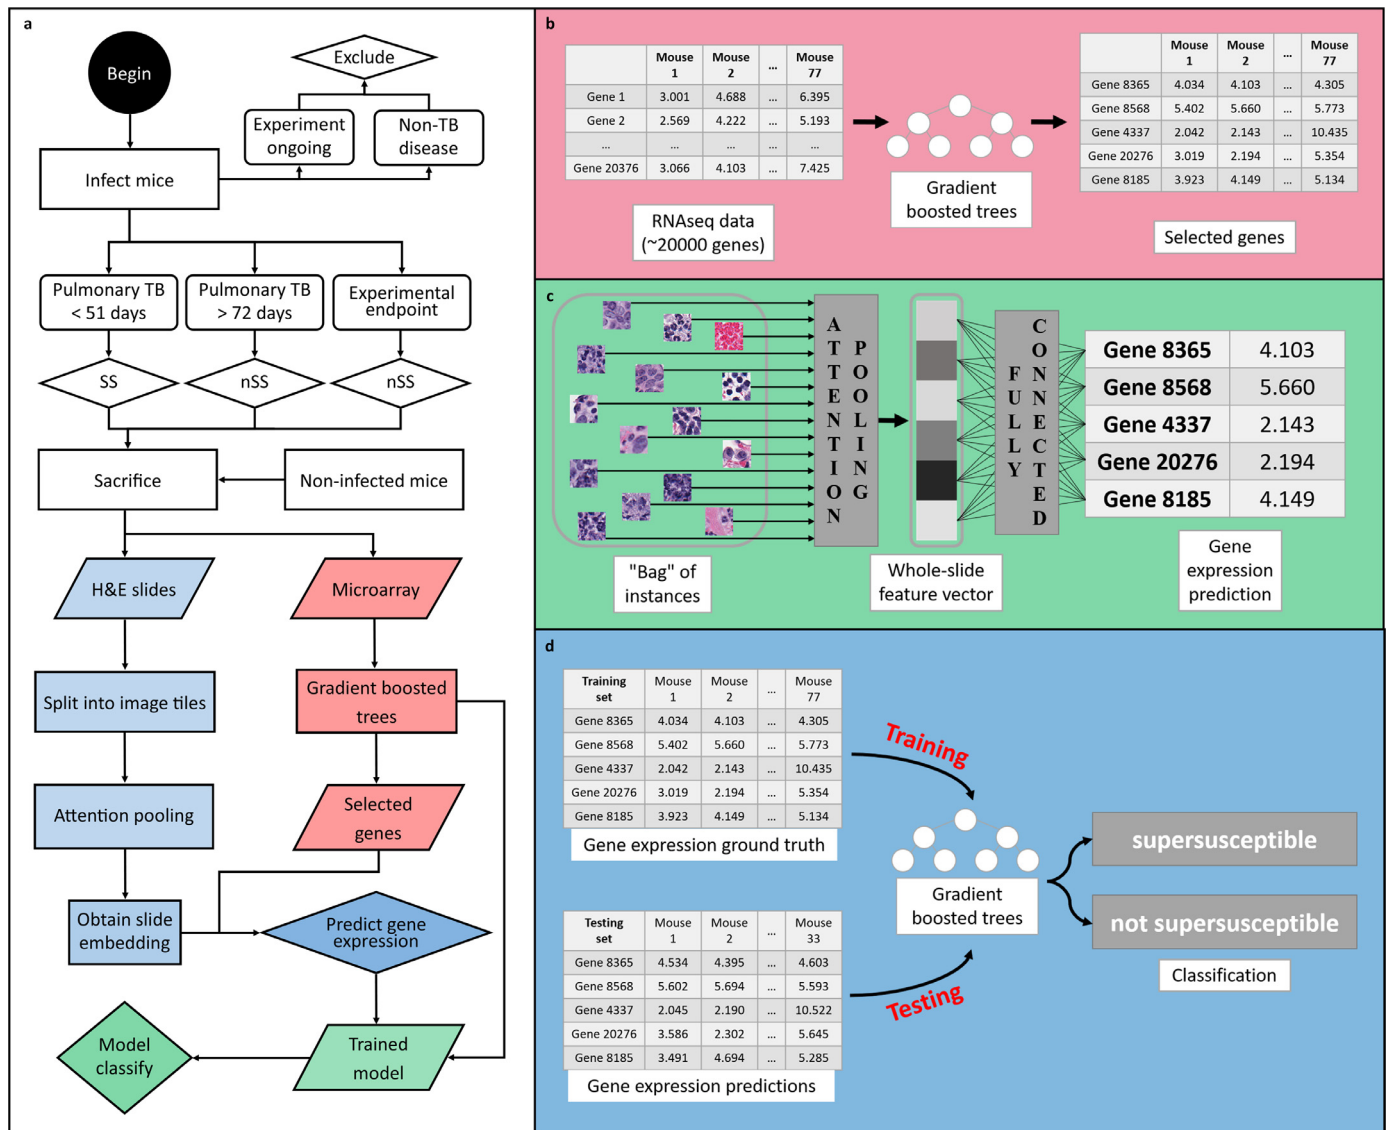 a
Begin
Exclude
Experiment
ongoing
Non-TB
disease
Infect mice
Pulmonary TB
< 51 days
Pulmonary TB
> 72 days
Experimental
endpoint
SS
nSS
nSS
Sacrifice
Non-infected mice
H&E slides
Microarray
Split into image tiles
Gradient boosted
trees
Attention pooling
Selected
genes
Obtain slide
embedding
Predict gene
expression
Model
classify
Trained
model
b
Mouse 1 Mouse 2 ... Mouse 77
Gene 1 3.001 4.688 ... 6.395
Gene 2 2.569 4.222 ... 5.193
... ... ... ... ...
Gene 20376 3.066 4.103 ... 7.425
RNAseq data
(~20000 genes)
Gradient
boosted trees
Mouse 1 Mouse 2 ... Mouse 77
Gene 8365 4.034 4.103 ... 4.305
Gene 8568 5.402 5.660 ... 5.773
Gene 4337 2.042 2.143 ... 10.435
Gene 20276 3.019 2.194 ... 5.354
Gene 8185 3.923 4.149 ... 5.134
Selected genes
c
ATTENTION
POOLING
FULLY
CONNECTED
Gene 8365 4.103
Gene 8568 5.660
Gene 4337 2.143
Gene 20276 2.194
Gene 8185 4.149
"Bag" of
instances
Whole-slide
feature vector
Gene
expression
prediction
d
Training set Mouse 1 Mouse 2 ... Mouse 77
Gene 8365 4.034 4.103 ... 4.305
Gene 8568 5.402 5.660 ... 5.773
Gene 4337 2.042 2.143 ... 10.435
Gene 20276 3.019 2.194 ... 5.354
Gene 8185 3.923 4.149 ... 5.134
Gene expression ground truth
Training
Gradient
boosted trees
supersusceptible
not supersusceptible
Classification
Testing set Mouse 1 Mouse 2 ... Mouse 33
Gene 8365 4.534 4.395 ... 4.603
Gene 8568 5.602 5.694 ... 5.593
Gene 4337 2.045 2.190 ... 10.522
Gene 20276 3.586 2.302 ... 5.645
Gene 8185 3.491 4.694 ... 5.285
Gene expression predictions
Testing